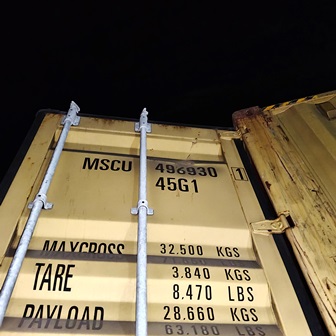 MSCU 496930 1
45G1
MAXGROSS 32.500 KGS
TARE 3.840 KGS
8.470 LBS
PAYLOAD 28.660 KGS
63.180 LBS